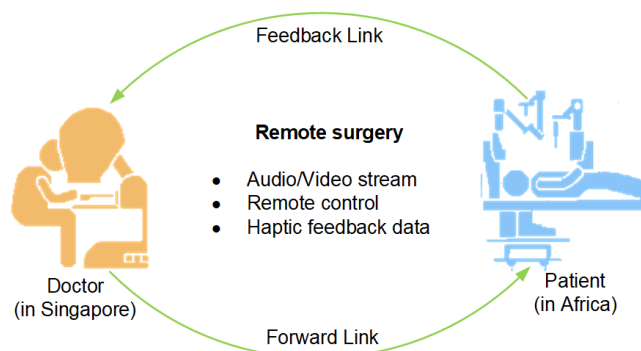 Feedback Link
Remote surgery
● Audio/Video stream
● Remote control
● Haptic feedback data
Doctor
(in Singapore)
Patient
(in Africa)
Forward Link